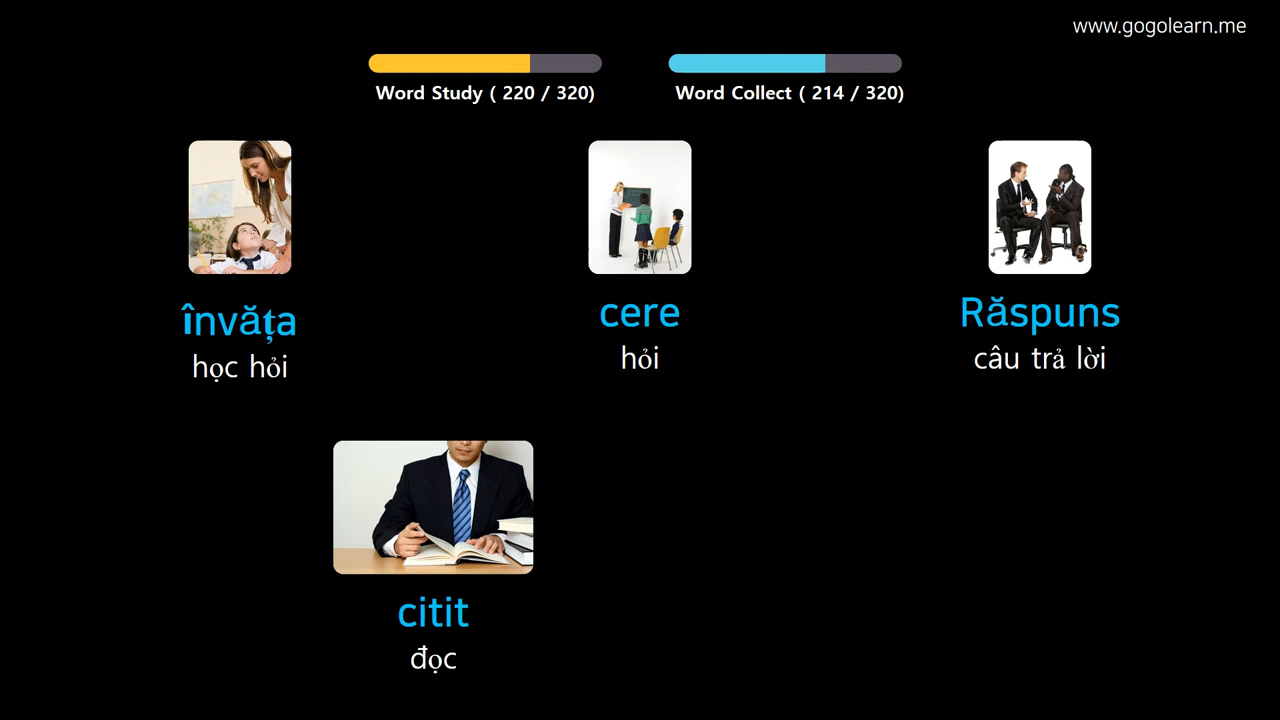 www.gogolearn.me
Word Study ( 220 / 320)
Word Collect ( 214 / 320)
învăța
học hỏi
cere
hỏi
Răspuns
câu trả lời
citit
đọc